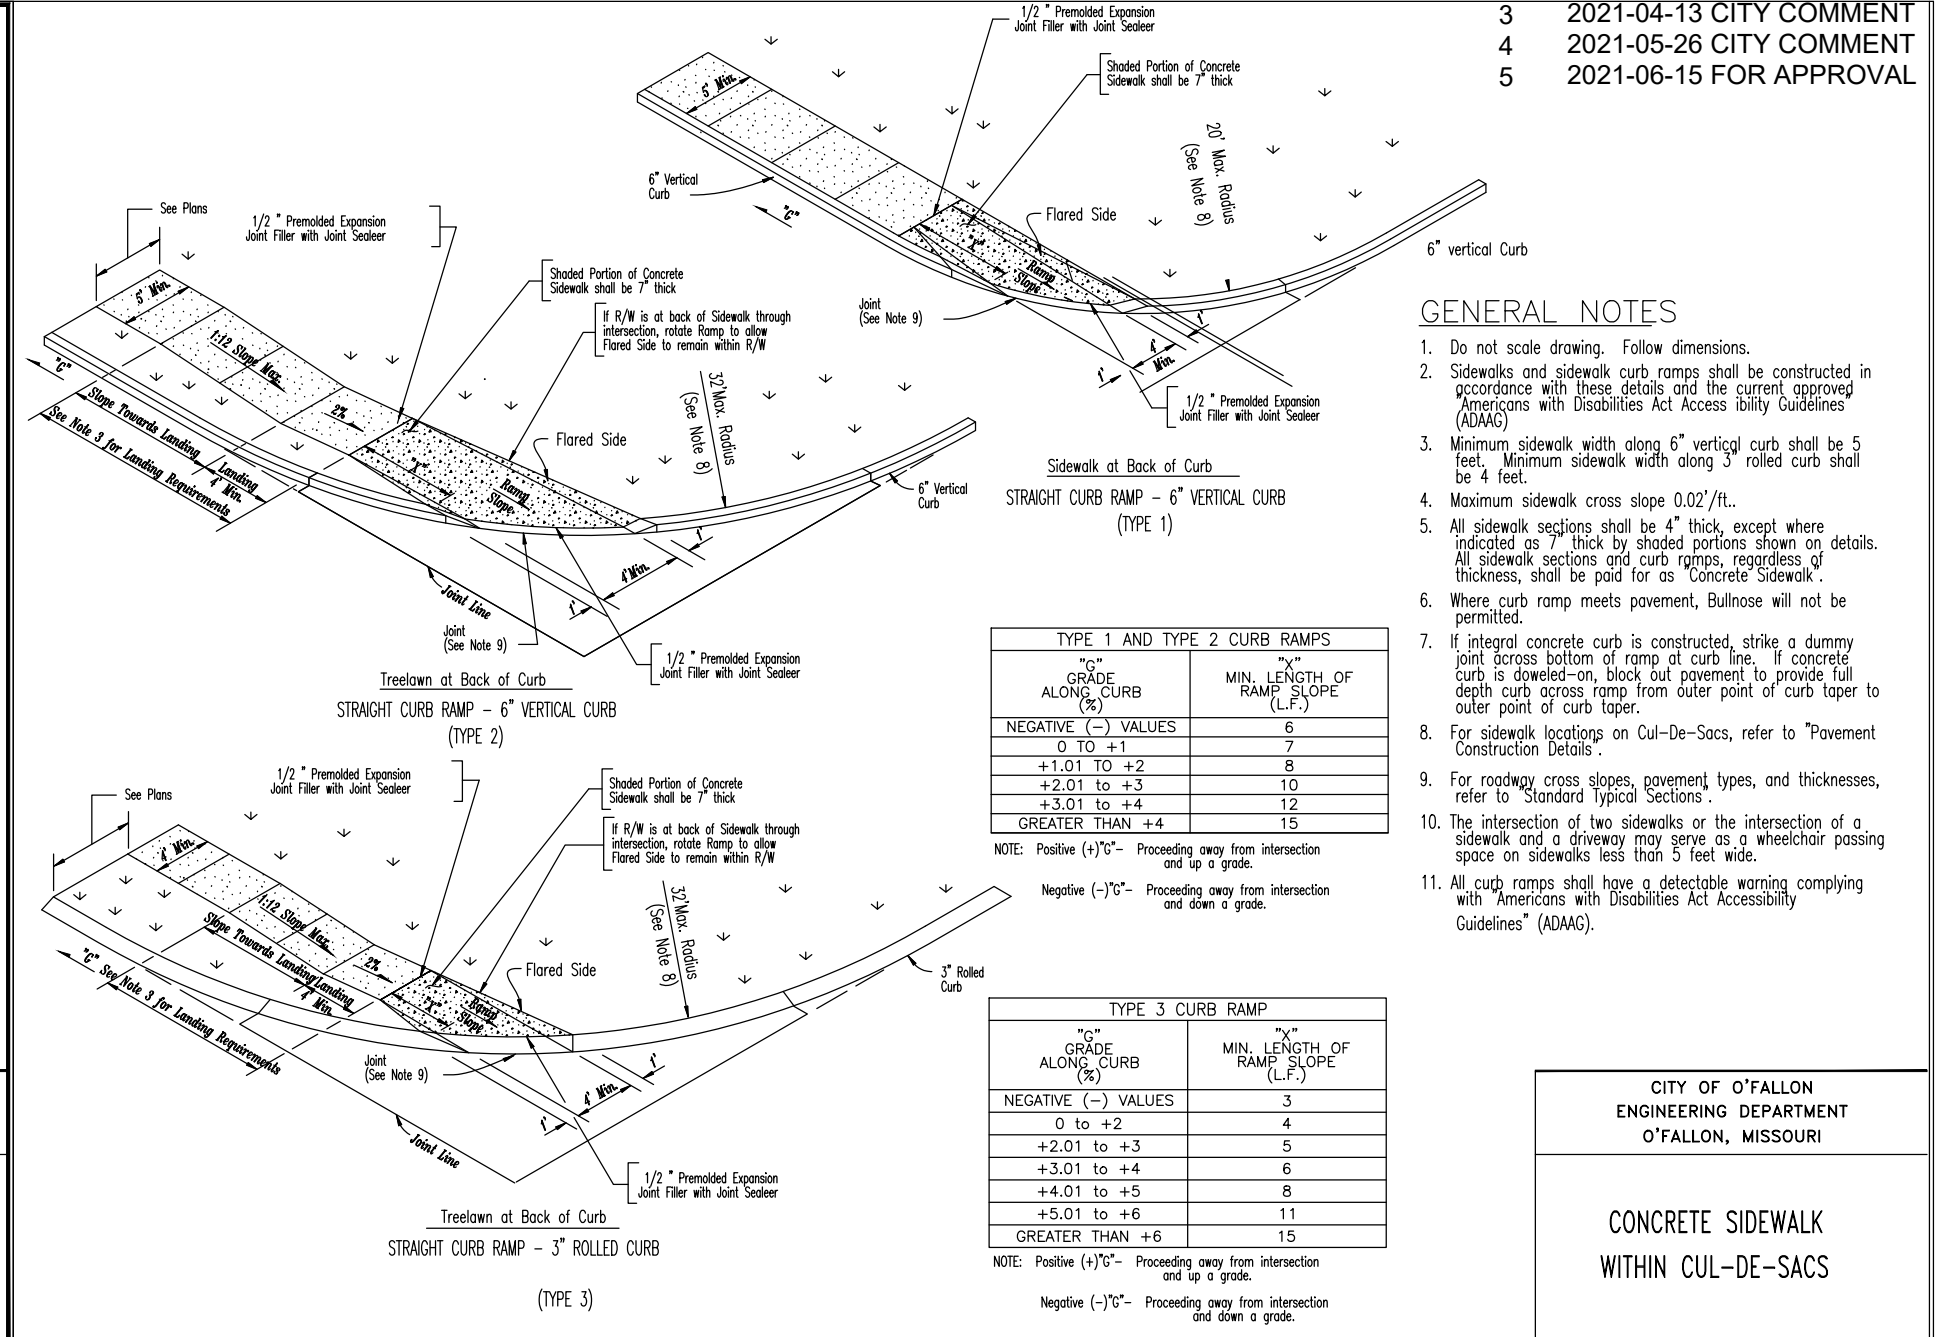 3 2021-04-13 CITY COMMENT
4 2021-05-26 CITY COMMENT
5 2021-06-15 FOR APPROVAL
1/2 " Premolded Expansion
Joint Filler with Joint Sealeer
Shaded Portion of Concrete
Sidewalk shall be 7" thick
5' Min.
20' Max. Radius
(See Note 8)
6" Vertical
Curb
"G"
Flared Side
"X"
Ramp
Slope
6" vertical Curb
Joint
(See Note 9)
1'
4'
Min.
1'
1/2 " Premolded Expansion
Joint Filler with Joint Sealeer
Sidewalk at Back of Curb
STRAIGHT CURB RAMP – 6" VERTICAL CURB
(TYPE 1)
See Plans
1/2 " Premolded Expansion
Joint Filler with Joint Sealeer
Shaded Portion of Concrete
Sidewalk shall be 7" thick
If R/W is at back of Sidewalk through
intersection, rotate Ramp to allow
Flared Side to remain within R/W
5' Min.
1:12 Slope Max.
2%
"G"
Slope Towards Landing
Landing
4' Min.
See Note 3 for Landing Requirements
"X"
Ramp
Slope
Flared Side
32'Max. Radius
(See Note 8)
6" Vertical
Curb
1'
4'Min.
1'
Joint Line
Joint
(See Note 9)
1/2 " Premolded Expansion
Joint Filler with Joint Sealeer
Treelawn at Back of Curb
STRAIGHT CURB RAMP – 6" VERTICAL CURB
(TYPE 2)
See Plans
1/2 " Premolded Expansion
Joint Filler with Joint Sealeer
Shaded Portion of Concrete
Sidewalk shall be 7" thick
If R/W is at back of Sidewalk through
intersection, rotate Ramp to allow
Flared Side to remain within R/W
4' Min.
1:12 Slope Max.
2%
Slope Towards Landing
Landing
4' Min.
"G"
See Note 3 for Landing Requirements
"X"
Ramp
Slope
Flared Side
32'Max. Radius
(See Note 8)
3" Rolled
Curb
Joint
(See Note 9)
1'
4' Min.
1'
Joint Line
1/2 " Premolded Expansion
Joint Filler with Joint Sealeer
Treelawn at Back of Curb
STRAIGHT CURB RAMP – 3" ROLLED CURB
(TYPE 3)
TYPE 1 AND TYPE 2 CURB RAMPS
"G" "X"
GRADE MIN. LENGTH OF
ALONG CURB RAMP SLOPE
(%) (L.F.)
NEGATIVE (–) VALUES 6
0 TO +1 7
+1.01 TO +2 8
+2.01 to +3 10
+3.01 to +4 12
GREATER THAN +4 15
NOTE: Positive (+)"G"– Proceeding away from intersection
and up a grade.
Negative (–)"G"– Proceeding away from intersection
and down a grade.
TYPE 3 CURB RAMP
"G" "X"
GRADE MIN. LENGTH OF
ALONG CURB RAMP SLOPE
(%) (L.F.)
NEGATIVE (–) VALUES 3
0 to +2 4
+2.01 to +3 5
+3.01 to +4 6
+4.01 to +5 8
+5.01 to +6 11
GREATER THAN +6 15
NOTE: Positive (+)"G"– Proceeding away from intersection
and up a grade.
Negative (–)"G"– Proceeding away from intersection
and down a grade.
GENERAL NOTES
1. Do not scale drawing. Follow dimensions.
2. Sidewalks and sidewalk curb ramps shall be constructed in
accordance with these details and the current approved
"Americans with Disabilities Act Access ibility Guidelines"
(ADAAG)
3. Minimum sidewalk width along 6" vertical curb shall be 5
feet. Minimum sidewalk width along 3" rolled curb shall
be 4 feet.
4. Maximum sidewalk cross slope 0.02'/ft..
5. All sidewalk sections shall be 4" thick, except where
indicated as 7" thick by shaded portions shown on details.
All sidewalk sections and curb ramps, regardless of
thickness, shall be paid for as "Concrete Sidewalk".
6. Where curb ramp meets pavement, Bullnose will not be
permitted.
7. If integral concrete curb is constructed, strike a dummy
joint across bottom of ramp at curb line. If concrete
curb is doweled–on, block out pavement to provide full
depth curb across ramp from outer point of curb taper to
outer point of curb taper.
8. For sidewalk locations on Cul–De–Sacs, refer to "Pavement
Construction Details".
9. For roadway cross slopes, pavement types, and thicknesses,
refer to "Standard Typical Sections".
10. The intersection of two sidewalks or the intersection of a
sidewalk and a driveway may serve as a wheelchair passing
space on sidewalks less than 5 feet wide.
11. All curb ramps shall have a detectable warning complying
with "Americans with Disabilities Act Accessibility
Guidelines" (ADAAG).
CITY OF O'FALLON
ENGINEERING DEPARTMENT
O'FALLON, MISSOURI
CONCRETE SIDEWALK
WITHIN CUL–DE–SACS